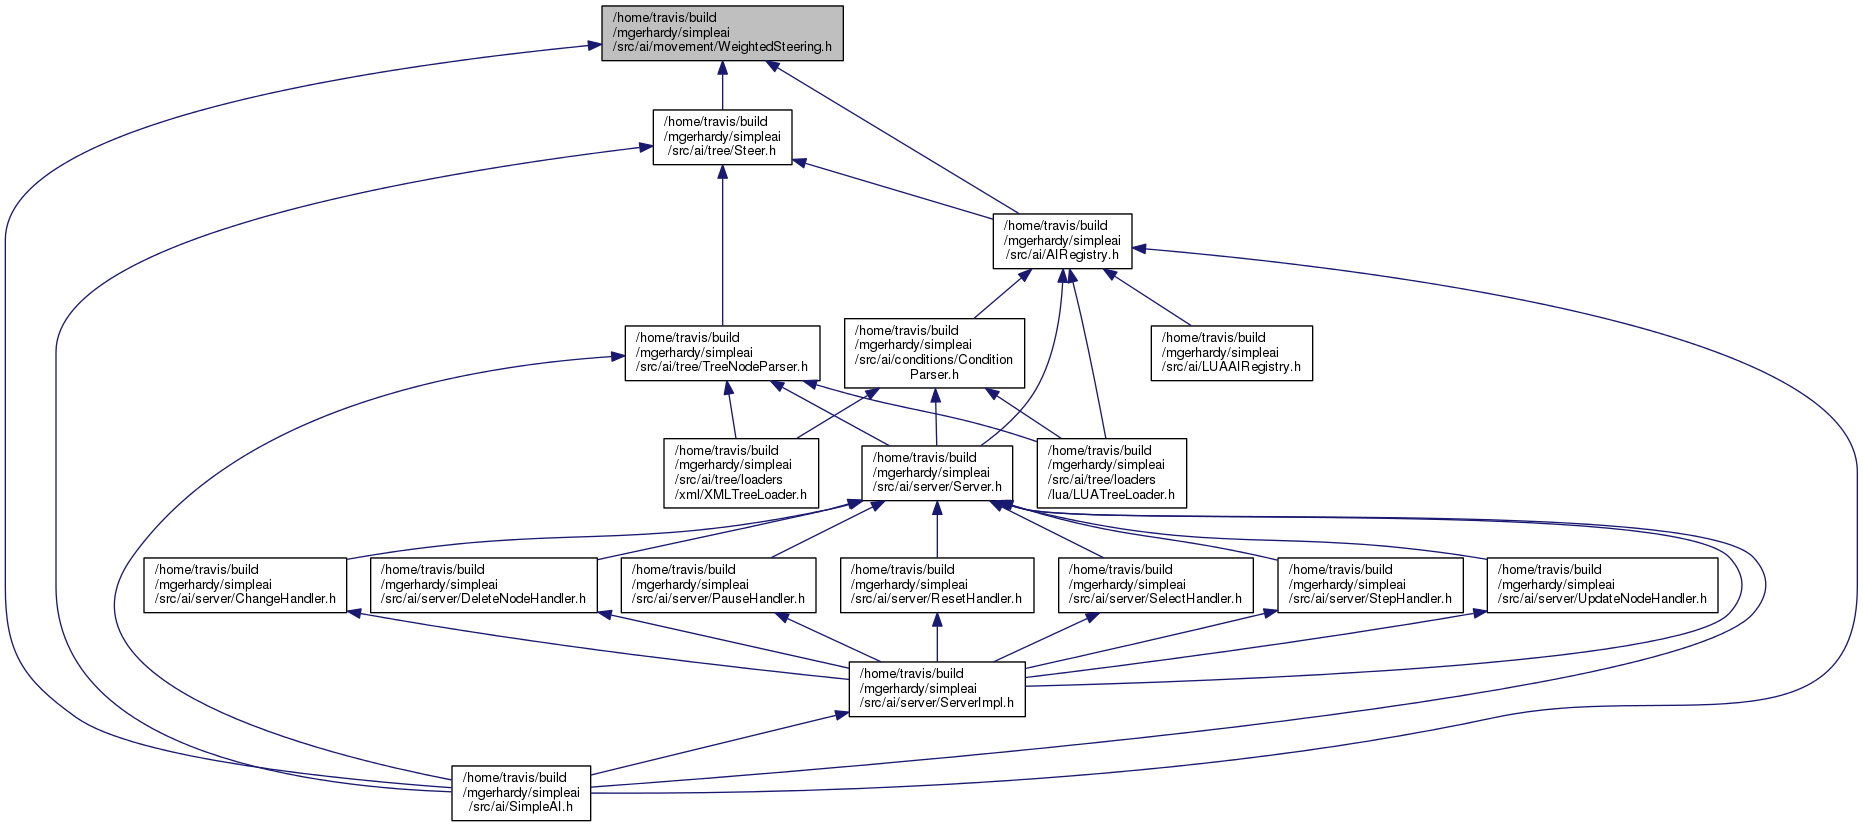 /home/travis/build
/mgerhardy/simpleai
/src/ai/movement/WeightedSteering.h
/home/travis/build
/mgerhardy/simpleai
/src/ai/tree/Steer.h
/home/travis/build
/mgerhardy/simpleai
/src/ai/AIRegistry.h
/home/travis/build
/mgerhardy/simpleai
/src/ai/tree/TreeNodeParser.h
/home/travis/build
/mgerhardy/simpleai
/src/ai/conditions/Condition
Parser.h
/home/travis/build
/mgerhardy/simpleai
/src/ai/LUAAIRegistry.h
/home/travis/build
/mgerhardy/simpleai
/src/ai/tree/loaders
/xml/XMLTreeLoader.h
/home/travis/build
/mgerhardy/simpleai
/src/ai/server/Server.h
/home/travis/build
/mgerhardy/simpleai
/src/ai/tree/loaders
/lua/LUATreeLoader.h
/home/travis/build
/mgerhardy/simpleai
/src/ai/server/ChangeHandler.h
/home/travis/build
/mgerhardy/simpleai
/src/ai/server/DeleteNodeHandler.h
/home/travis/build
/mgerhardy/simpleai
/src/ai/server/PauseHandler.h
/home/travis/build
/mgerhardy/simpleai
/src/ai/server/ResetHandler.h
/home/travis/build
/mgerhardy/simpleai
/src/ai/server/SelectHandler.h
/home/travis/build
/mgerhardy/simpleai
/src/ai/server/StepHandler.h
/home/travis/build
/mgerhardy/simpleai
/src/ai/server/UpdateNodeHandler.h
/home/travis/build
/mgerhardy/simpleai
/src/ai/server/ServerImpl.h
/home/travis/build
/mgerhardy/simpleai
/src/ai/SimpleAI.h